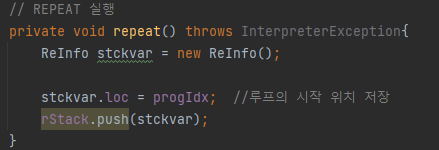 // REPEAT 실행
private void repeat() throws InterpreterException{
ReInfo stckvar = new ReInfo();
stckvar.loc = progIdx; //루프의 시작 위치 저장
rStack.push(stckvar);
}